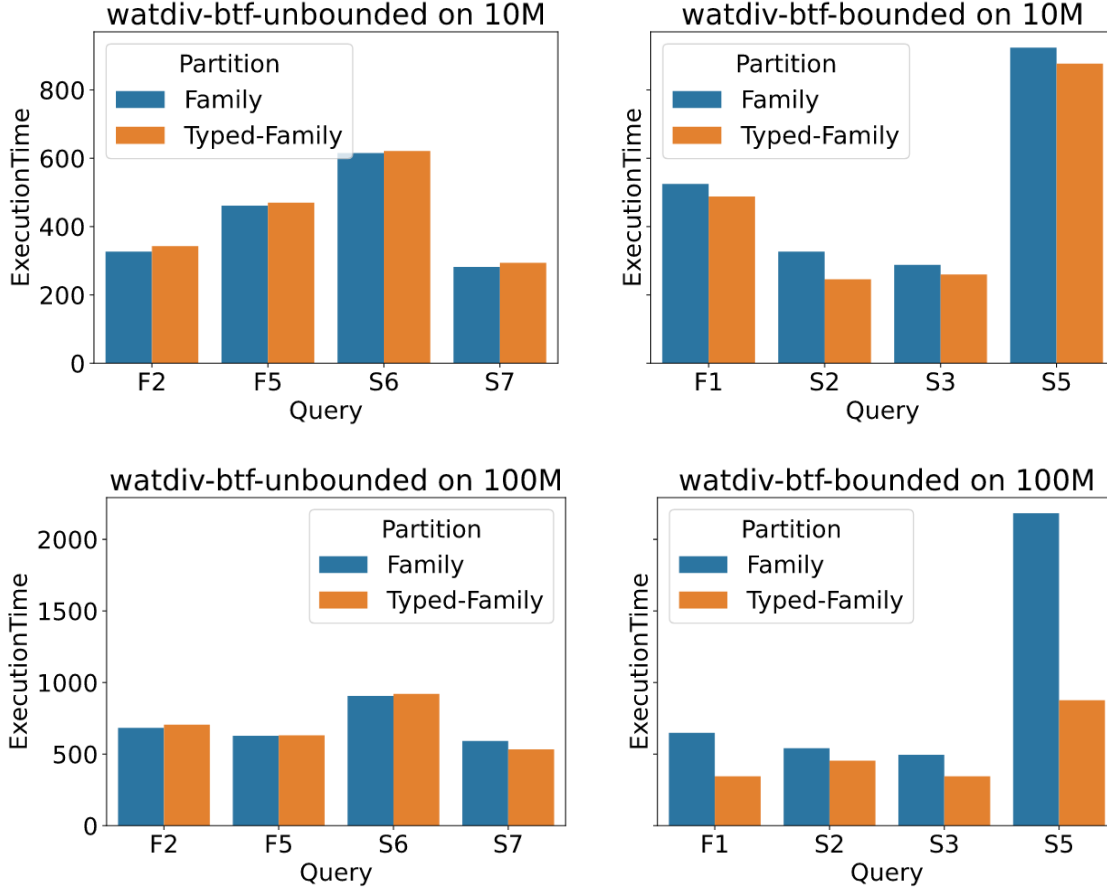 watdiv-btf-unbounded on 10M
Partition
Family
Typed-Family
ExecutionTime
800
600
400
200
0
F2 F5 S6 S7
Query
watdiv-btf-bounded on 10M
Partition
Family
Typed-Family
ExecutionTime
F1 S2 S3 S5
Query
watdiv-btf-unbounded on 100M
Partition
Family
Typed-Family
ExecutionTime
2000
1500
1000
500
0
F2 F5 S6 S7
Query
watdiv-btf-bounded on 100M
Partition
Family
Typed-Family
ExecutionTime
F1 S2 S3 S5
Query